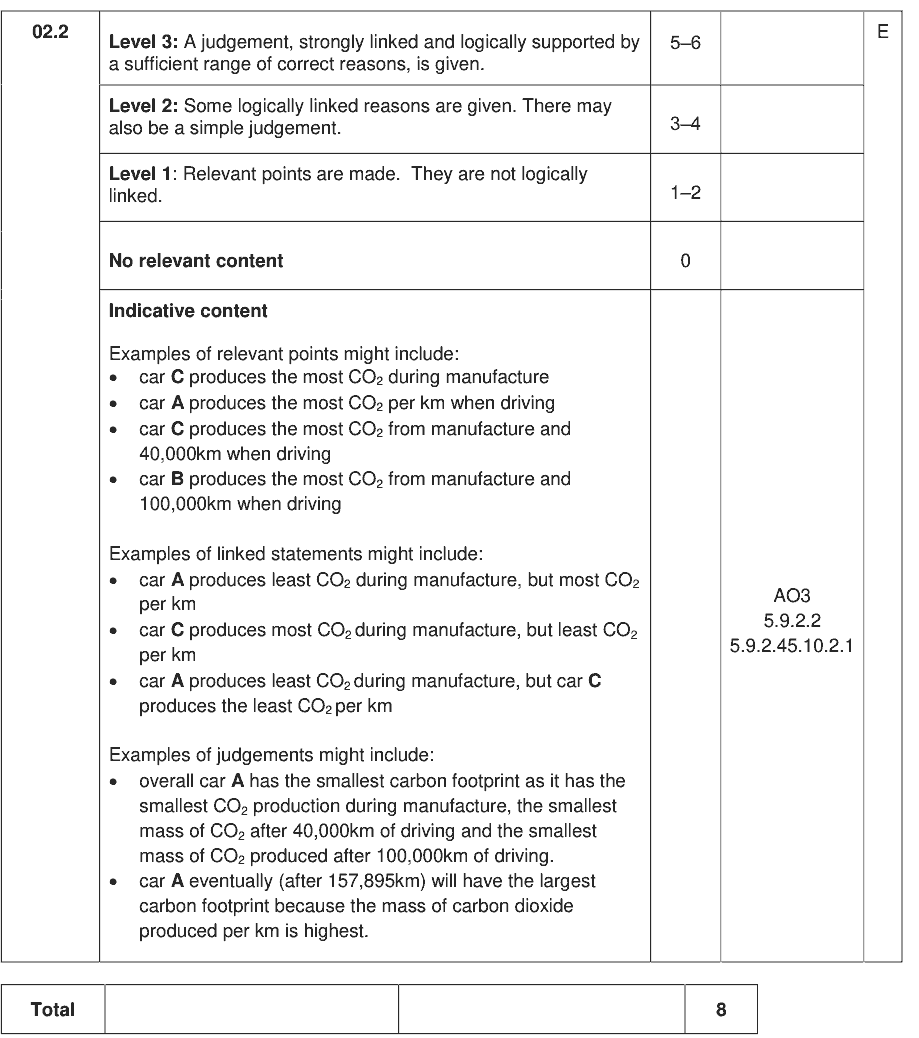 02.2
Level 3: A judgement, strongly linked and logically supported by
a sufficient range of correct reasons, is given.
5–6
E
Level 2: Some logically linked reasons are given. There may
also be a simple judgement.
3–4
Level 1: Relevant points are made.  They are not logically
linked.
1–2
No relevant content
0
Indicative content
Examples of relevant points might include:
• car C produces the most CO₂ during manufacture
• car A produces the most CO₂ per km when driving
• car C produces the most CO₂ from manufacture and
40,000km when driving
• car B produces the most CO₂ from manufacture and
100,000km when driving
Examples of linked statements might include:
• car A produces least CO₂ during manufacture, but most CO₂
per km
• car C produces most CO₂ during manufacture, but least CO₂
per km
• car A produces least CO₂ during manufacture, but car C
produces the least CO₂ per km
Examples of judgements might include:
• overall car A has the smallest carbon footprint as it has the
smallest CO₂ production during manufacture, the smallest
mass of CO₂ after 40,000km of driving and the smallest
mass of CO₂ produced after 100,000km of driving.
• car A eventually (after 157,895km) will have the largest
carbon footprint because the mass of carbon dioxide
produced per km is highest.
AO3
5.9.2.2
5.9.2.45.10.2.1
Total
8